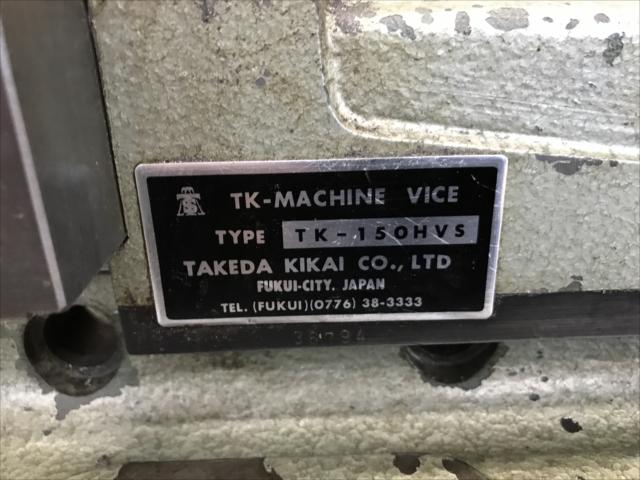 TK-MACHINE VICE
TYPE TK-150HVS
TAKEDA KIKAI CO., LTD
FUKUI-CITY. JAPAN
TEL. (FUKUI)(0776) 38-3333